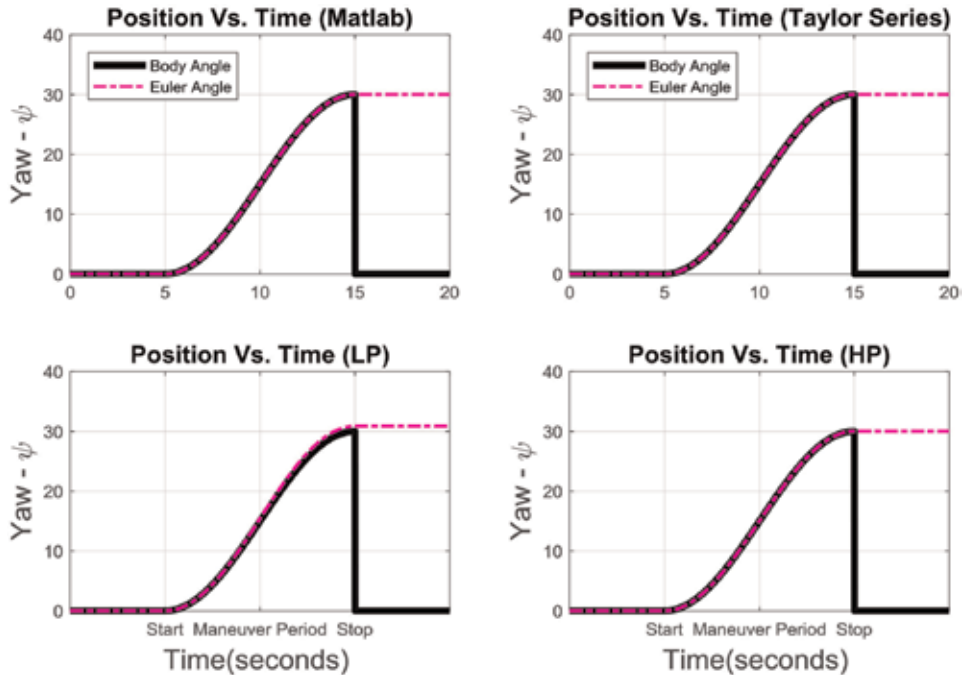 Position Vs. Time (Matlab)
40
30
20
10
0
Yaw - ψ
Body Angle
Euler Angle
0 5 10 15 20
Position Vs. Time (Taylor Series)
40
30
20
10
0
Yaw - ψ
Body Angle
Euler Angle
0 5 10 15 20
Position Vs. Time (LP)
40
30
20
10
0
Yaw - ψ
Start Maneuver Period Stop
Time(seconds)
Position Vs. Time (HP)
40
30
20
10
0
Yaw - ψ
Start Maneuver Period Stop
Time(seconds)